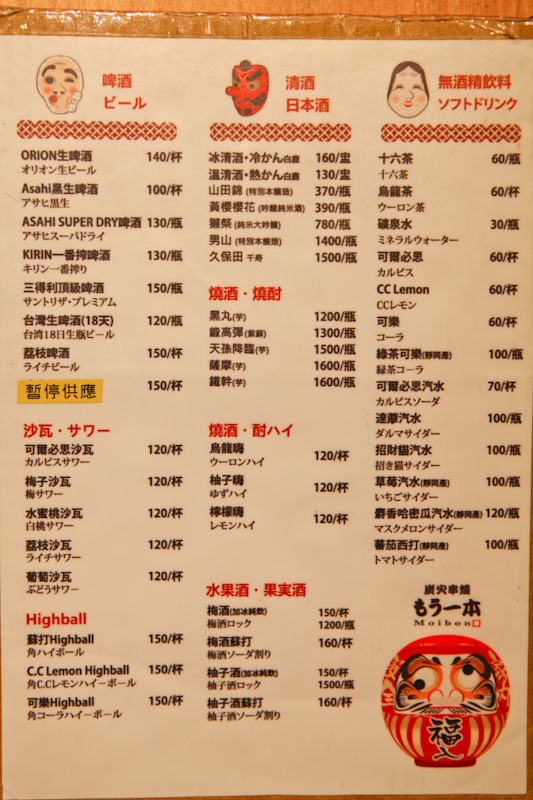 啤酒
ビール
ORION生啤酒 140/杯
オリオン生ビール
Asahi黑生啤酒 100/杯
アサヒ黒生
ASAHI SUPER DRY啤酒 130/瓶
アサヒスーパドライ
KIRIN一番搾啤酒 130/瓶
キリン一番搾り
三得利頂級啤酒 150/瓶
サントリザ・プレミアム
台灣生啤酒(18天) 120/瓶
台湾18日生瓶ビール
荔枝啤酒 150/杯
ライチビール
暫停供應 150/杯
沙瓦・サワー
可爾必思沙瓦 120/杯
カルピスサワー
梅子沙瓦 120/杯
梅サワー
水蜜桃沙瓦 120/杯
白桃サワー
荔枝沙瓦 120/杯
ライチサワー
葡萄沙瓦 120/杯
ぶどうサワー
Highball
蘇打Highball 150/杯
角ハイボール
C.C Lemon Highball 150/杯
角C.Cレモンハイーボール
可樂Highball 150/杯
角コーラハイーボール
清酒
日本酒
冰清酒・冷かん白鹿 160/盅
溫清酒・熱かん白鹿 130/盅
山田錦 (特別本釀造) 370/瓶
黃櫻櫻花 (吟釀純米酒) 390/瓶
獺祭 (純米大吟釀) 780/瓶
男山 (特別本釀造) 1400/瓶
久保田 千寿 1500/瓶
燒酒・燒酎
黑丸(芋) 1200/瓶
鍛高彈(紫蘇) 1300/瓶
天孫降臨(芋) 1500/瓶
薩摩(芋) 1600/瓶
鐵幹(芋) 1600/瓶
燒酒・酎ハイ
烏龍嗨 120/杯
ウーロンハイ
柚子嗨 120/杯
ゆずハイ
檸檬嗨 120/杯
レモンハイ
水果酒・果実酒
梅酒(加冰純飲) 150/杯
梅酒ロック 1200/瓶
梅酒蘇打 160/杯
梅酒ソーダ割り
柚子酒(加冰純飲) 150/杯
柚子酒ロック 1500/瓶
柚子酒蘇打 160/杯
柚子酒ソーダ割り
無酒精飲料
ソフトドリンク
十六茶 60/瓶
十六茶
烏龍茶 60/杯
ウーロン茶
礦泉水 30/瓶
ミネラルウォーター
可爾必思 60/杯
カルピス
CC Lemon 60/杯
CCレモン
可樂 60/杯
コーラ
綠茶可樂(靜岡產) 100/瓶
緑茶コーラ
可爾必思汽水 70/杯
カルピスソーダ
達摩汽水 100/瓶
ダルマサイダー
招財貓汽水 100/瓶
招き猫サイダー
草莓汽水(靜岡產) 100/瓶
いちごサイダー
麝香哈密瓜汽水(靜岡產) 120/瓶
マスクメロンサイダー
蕃茄西打(靜岡產) 100/瓶
トマトサイダー
炭火串燒
もう一本
Moibon
福